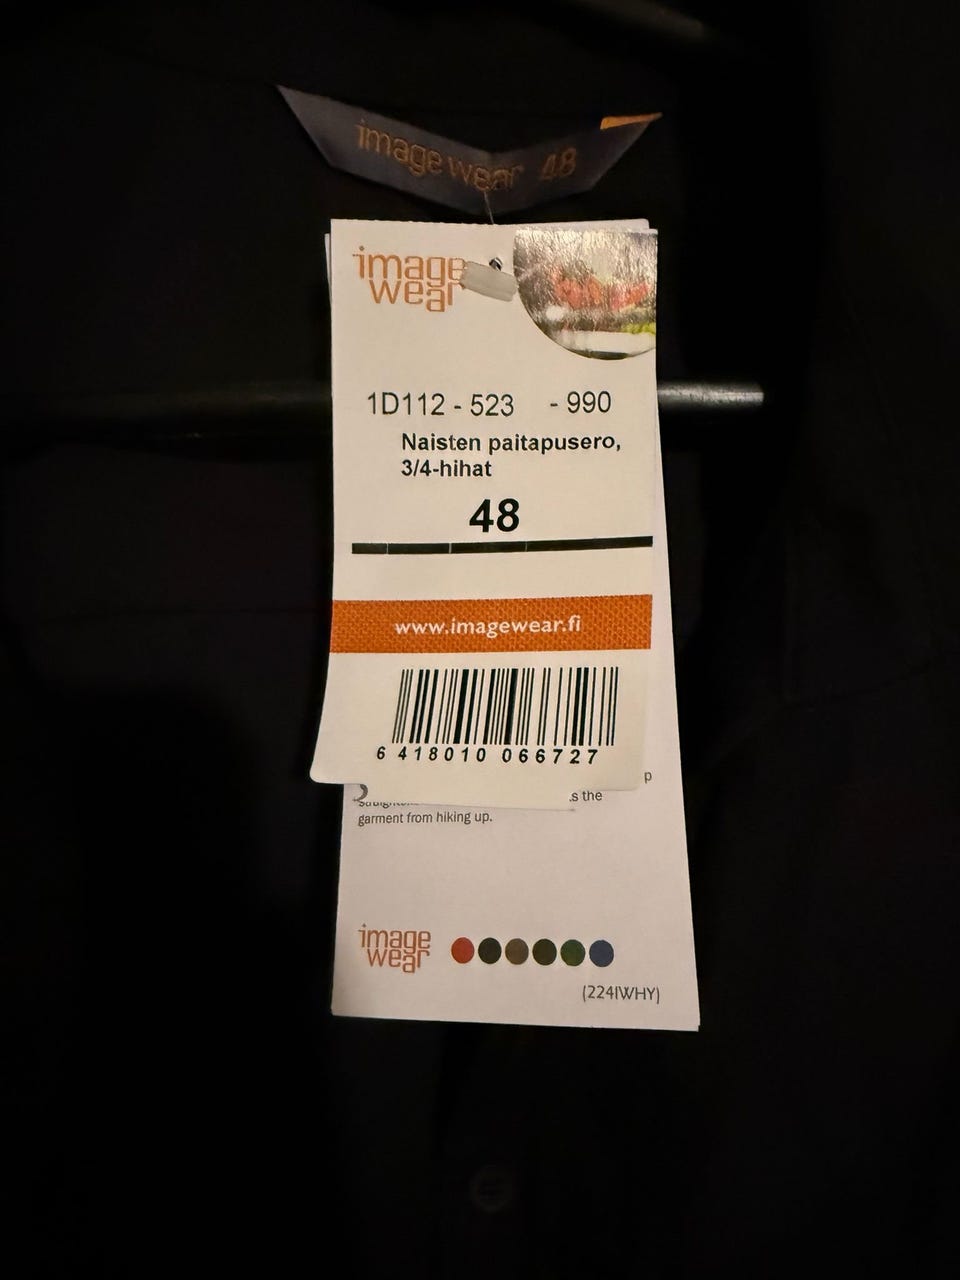 image wear 48
image
wear
1D112 - 523 - 990
Naisten paitapusero,
3/4-hihat
48
www.imagewear.fi
6 418010 066727
p
s the
garment from hiking up.
image
wear
(224IWHY)